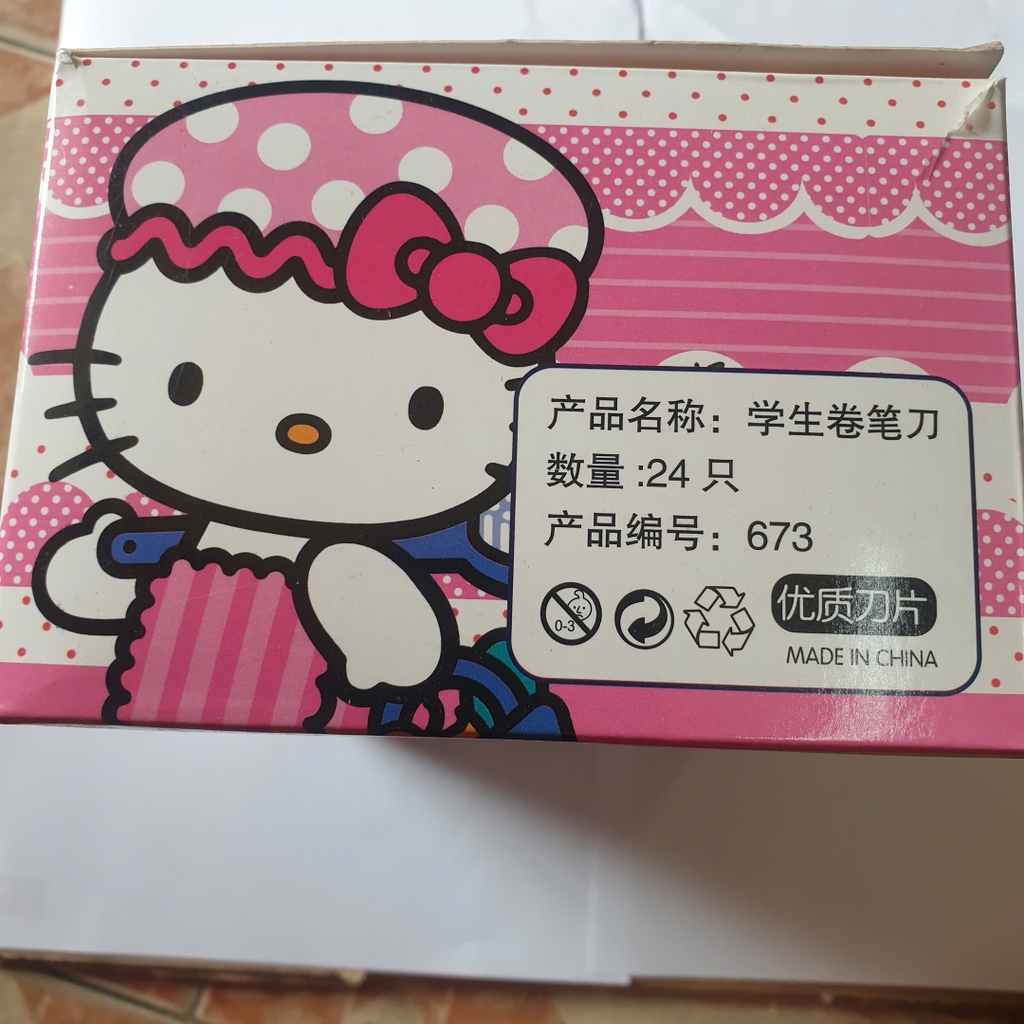 产品名称：学生卷笔刀
数量:24 只
产品编号：673
0-3
优质刀片
MADE IN CHINA